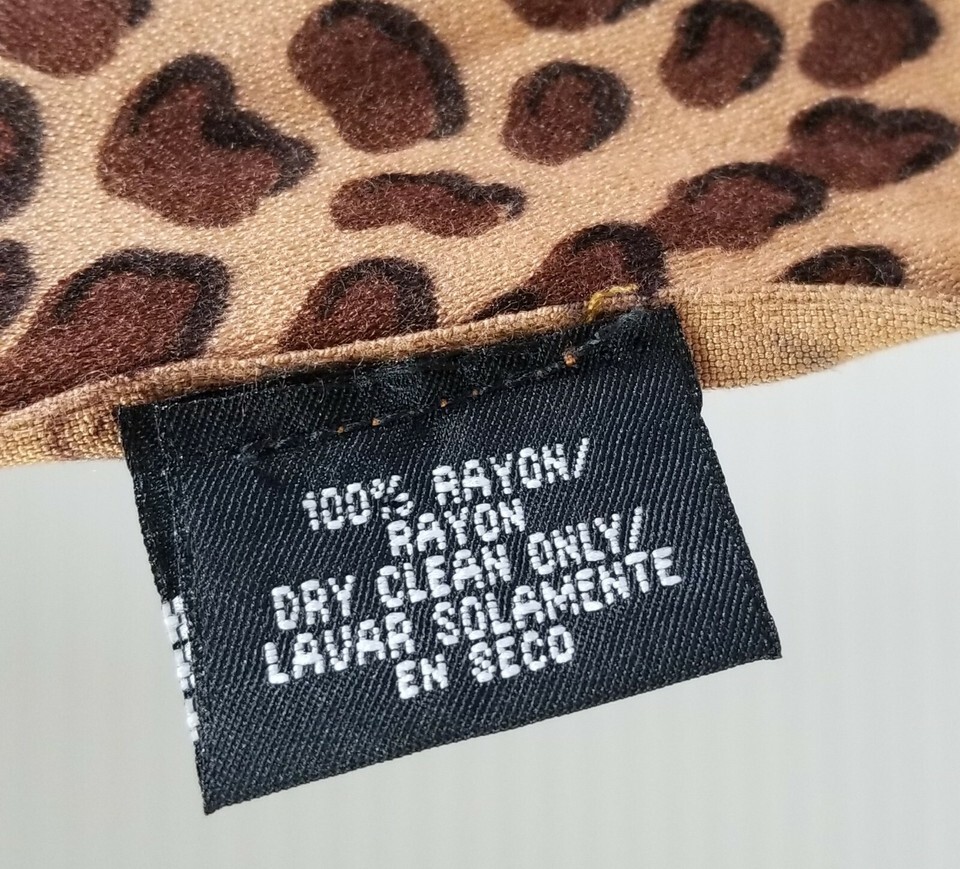 100% RAYON/
RAYON
DRY CLEAN ONLY/
LAVAR SOLAMENTE
EN SECO